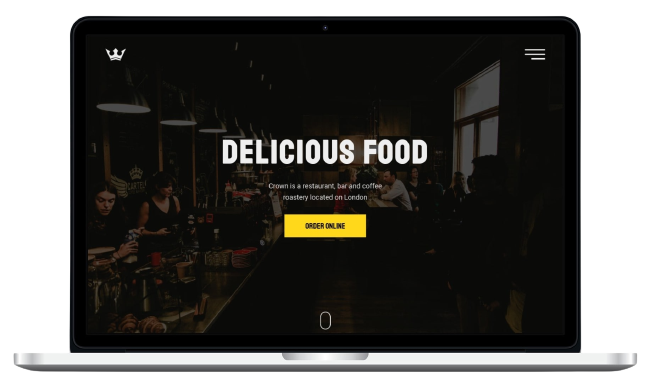 DELICIOUS FOOD
Crown is a restaurant, bar and coffee
roastery located on London
ORDER ONLINE